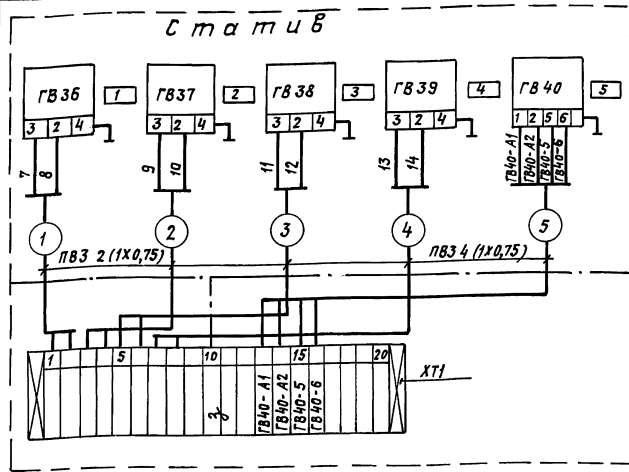 Статив
ГВ36 1 ГВ37 2 ГВ38 3 ГВ39 4 ГВ40 5
3 2 4 3 2 4 3 2 4 3 2 4 1 2 5 6
7 8 9 10 11 12 13 14 ГВ40-А1 ГВ40-А2 ГВ40-5 ГВ40-6
1 2 3 4 5
ПВ3 2 (1х0,75) ПВ3 4 (1х0,75)
1 5 10 15 20
ХТ1
ГВ40-А1 ГВ40-А2 ГВ40-5 ГВ40-6